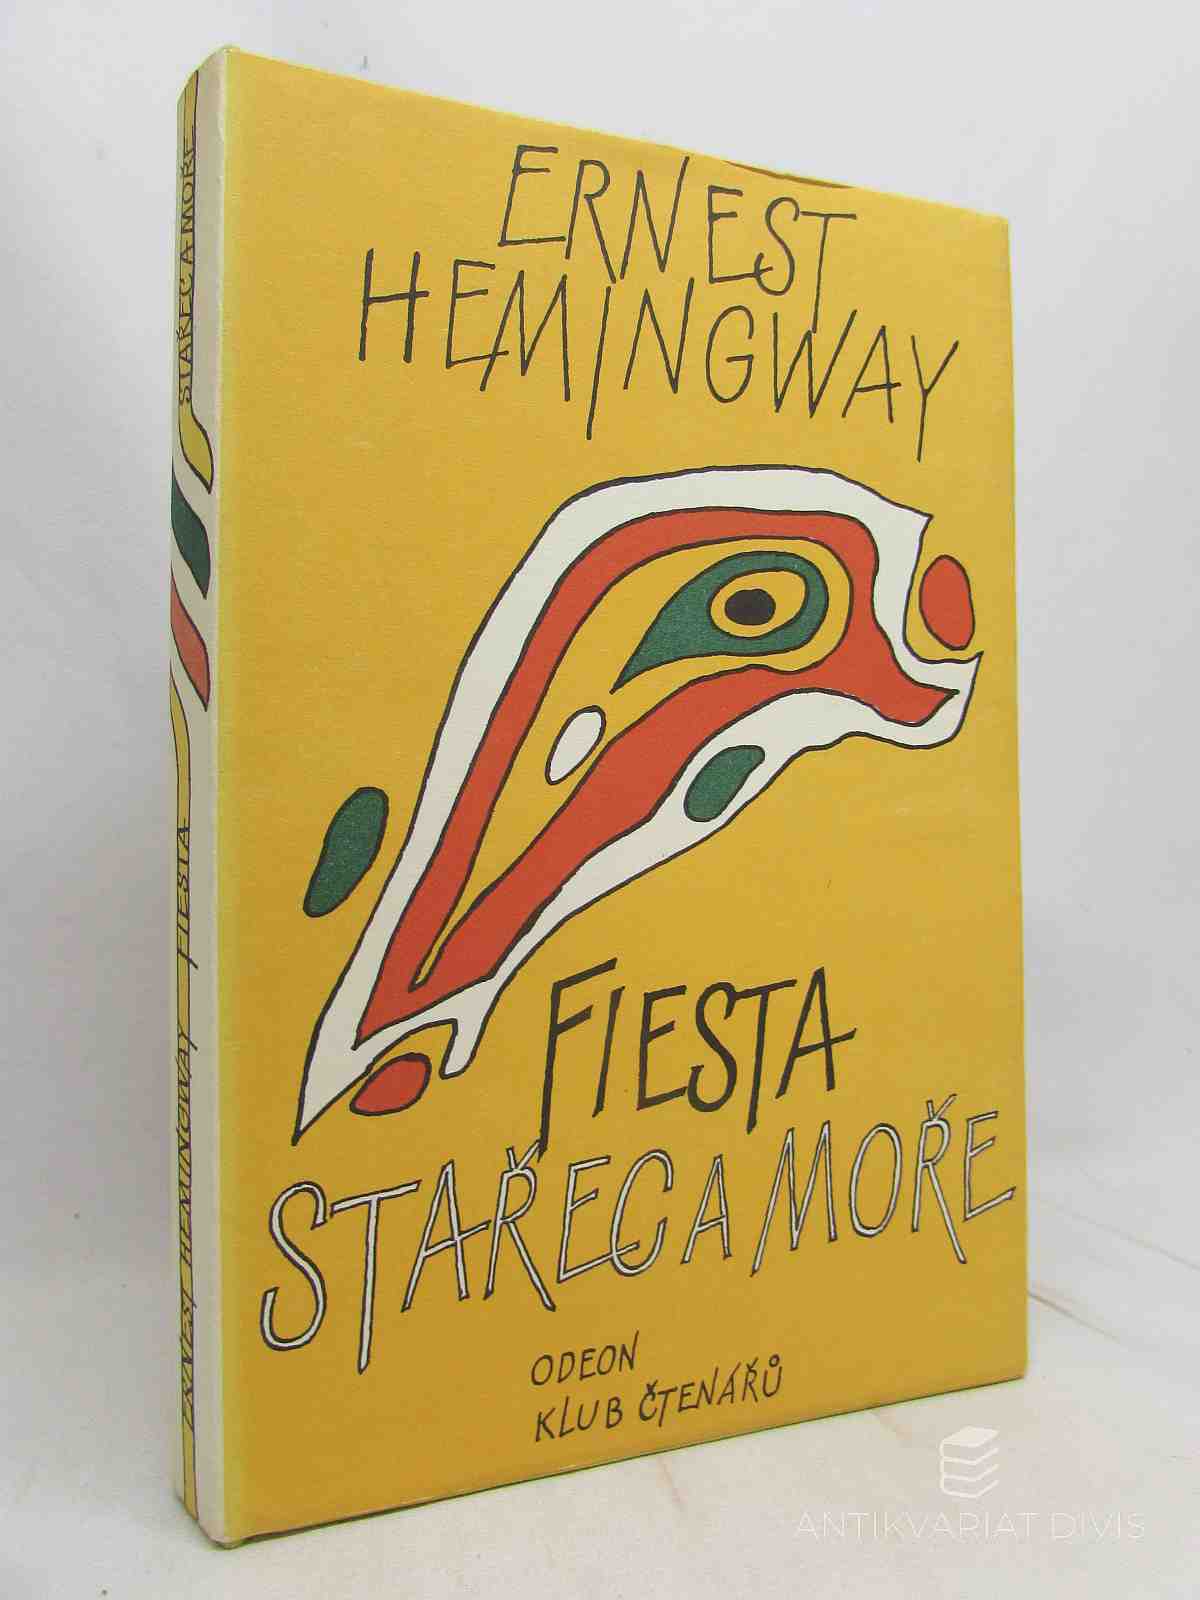 ERNEST
HEMINGWAY
FIESTA
STAŘEC A MOŘE
ODEON
KLUB ČTENÁŘŮ
ERNEST HEMINGWAY FIESTA STAŘEC A MOŘE
ANTIKVARIAT DIVIS